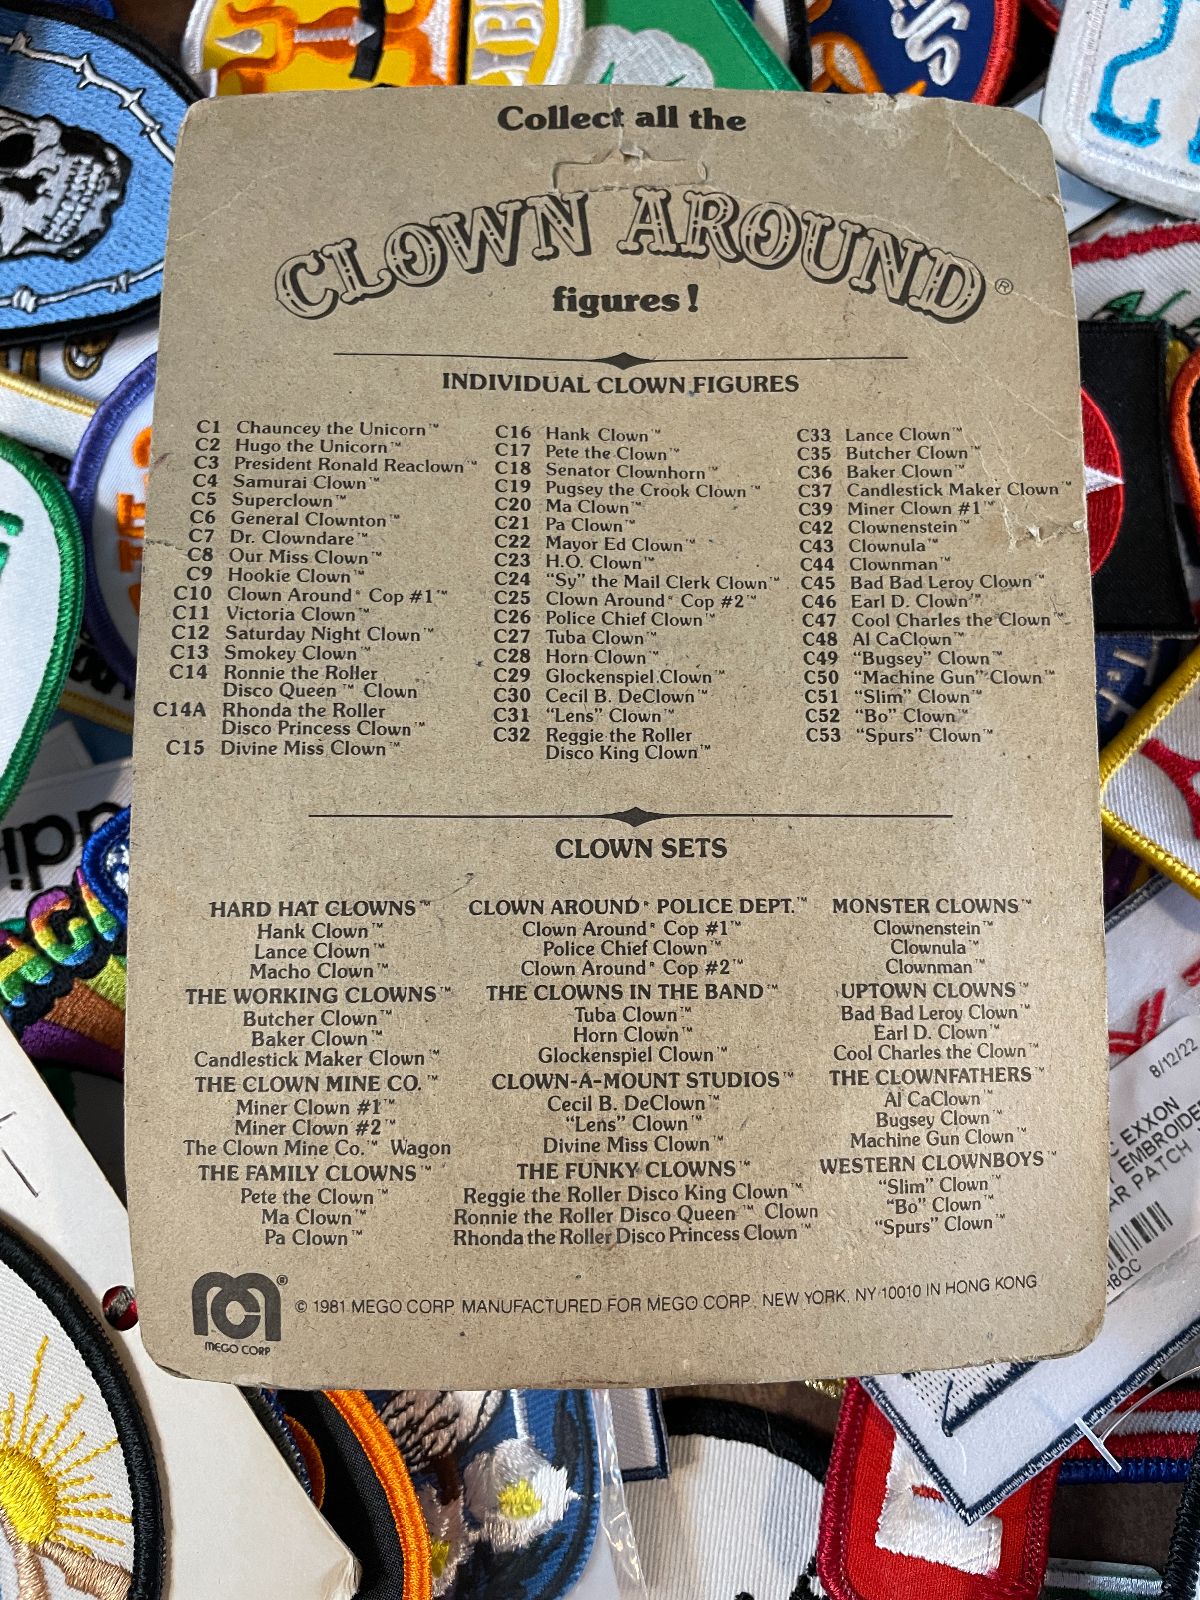 Collect all the
CLOWN AROUND®
figures!
INDIVIDUAL CLOWN FIGURES
C1 Chauncey the Unicorn™
C2 Hugo the Unicorn™
C3 President Ronald Reaclown™
C4 Samurai Clown™
C5 Superclown™
C6 General Clownton™
C7 Dr. Clowndare™
C8 Our Miss Clown™
C9 Hookie Clown™
C10 Clown Around® Cop #1™
C11 Victoria Clown™
C12 Saturday Night Clown™
C13 Smokey Clown™
C14 Ronnie the Roller
Disco Queen™ Clown
C14A Rhonda the Roller
Disco Princess Clown™
C15 Divine Miss Clown™
C16 Hank Clown™
C17 Pete the Clown™
C18 Senator Clownhorn™
C19 Pugsey the Crook Clown™
C20 Ma Clown™
C21 Pa Clown™
C22 Mayor Ed Clown™
C23 H.O. Clown™
C24 "Sy" the Mail Clerk Clown™
C25 Clown Around® Cop #2™
C26 Police Chief Clown™
C27 Tuba Clown™
C28 Horn Clown™
C29 Glockenspiel Clown™
C30 Cecil B. DeClown™
C31 "Lens" Clown™
C32 Reggie the Roller
Disco King Clown™
C33 Lance Clown™
C35 Butcher Clown™
C36 Baker Clown™
C37 Candlestick Maker Clown™
C39 Miner Clown #1™
C42 Clownenstein™
C43 Clownula™
C44 Clownman™
C45 Bad Bad Leroy Clown™
C46 Earl D. Clown™
C47 Cool Charles the Clown™
C48 Al CaClown™
C49 "Bugsey" Clown™
C50 "Machine Gun" Clown™
C51 "Slim" Clown™
C52 "Bo" Clown™
C53 "Spurs" Clown™
CLOWN SETS
HARD HAT CLOWNS™
Hank Clown™
Lance Clown™
Macho Clown™
THE WORKING CLOWNS™
Butcher Clown™
Baker Clown™
Candlestick Maker Clown™
THE CLOWN MINE CO.™
Miner Clown #1™
Miner Clown #2™
The Clown Mine Co.™ Wagon
THE FAMILY CLOWNS™
Pete the Clown™
Ma Clown™
Pa Clown™
CLOWN AROUND® POLICE DEPT.™
Clown Around® Cop #1™
Police Chief Clown™
Clown Around® Cop #2™
THE CLOWNS IN THE BAND™
Tuba Clown™
Horn Clown™
Glockenspiel Clown™
CLOWN-A-MOUNT STUDIOS™
Cecil B. DeClown™
"Lens" Clown™
Divine Miss Clown™
THE FUNKY CLOWNS™
Reggie the Roller Disco King Clown™
Ronnie the Roller Disco Queen™ Clown
Rhonda the Roller Disco Princess Clown™
MONSTER CLOWNS™
Clownenstein™
Clownula™
Clownman™
UPTOWN CLOWNS™
Bad Bad Leroy Clown™
Earl D. Clown™
Cool Charles the Clown™
THE CLOWNFATHERS™
Al CaClown™
Bugsey Clown™
Machine Gun Clown™
WESTERN CLOWNBOYS™
"Slim" Clown™
"Bo" Clown™
"Spurs" Clown™
MEGO CORP
© 1981 MEGO CORP MANUFACTURED FOR MEGO CORP. NEW YORK, NY 10010 IN HONG KONG
8/12/22
EXXON
EMBROIDE
AR PATCH